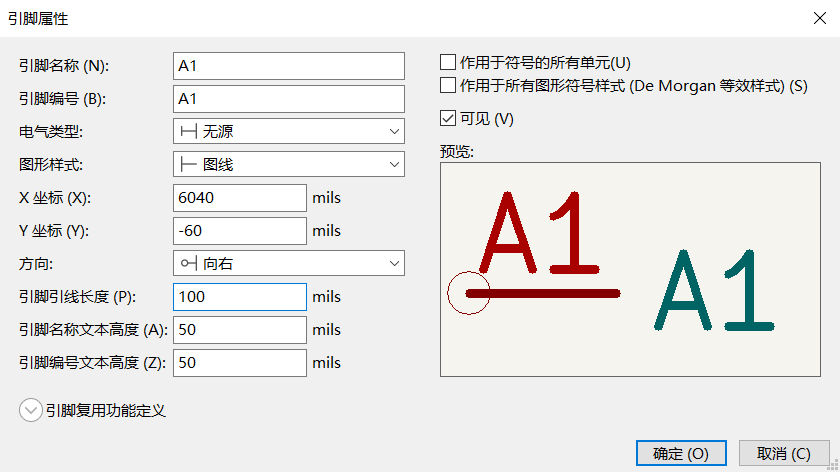 引脚属性
引脚名称 (N):
A1
引脚编号 (B):
A1
电气类型:
无源
图形样式:
图线
X 坐标 (X):
6040
mils
Y 坐标 (Y):
-60
mils
方向:
向右
引脚引线长度 (P):
100
mils
引脚名称文本高度 (A):
50
mils
引脚编号文本高度 (Z):
50
mils
引脚复用功能定义
作用于符号的所有单元(U)
作用于所有图形符号样式 (De Morgan 等效样式) (S)
可见 (V)
预览:
A1
A1
确定 (O)
取消 (C)